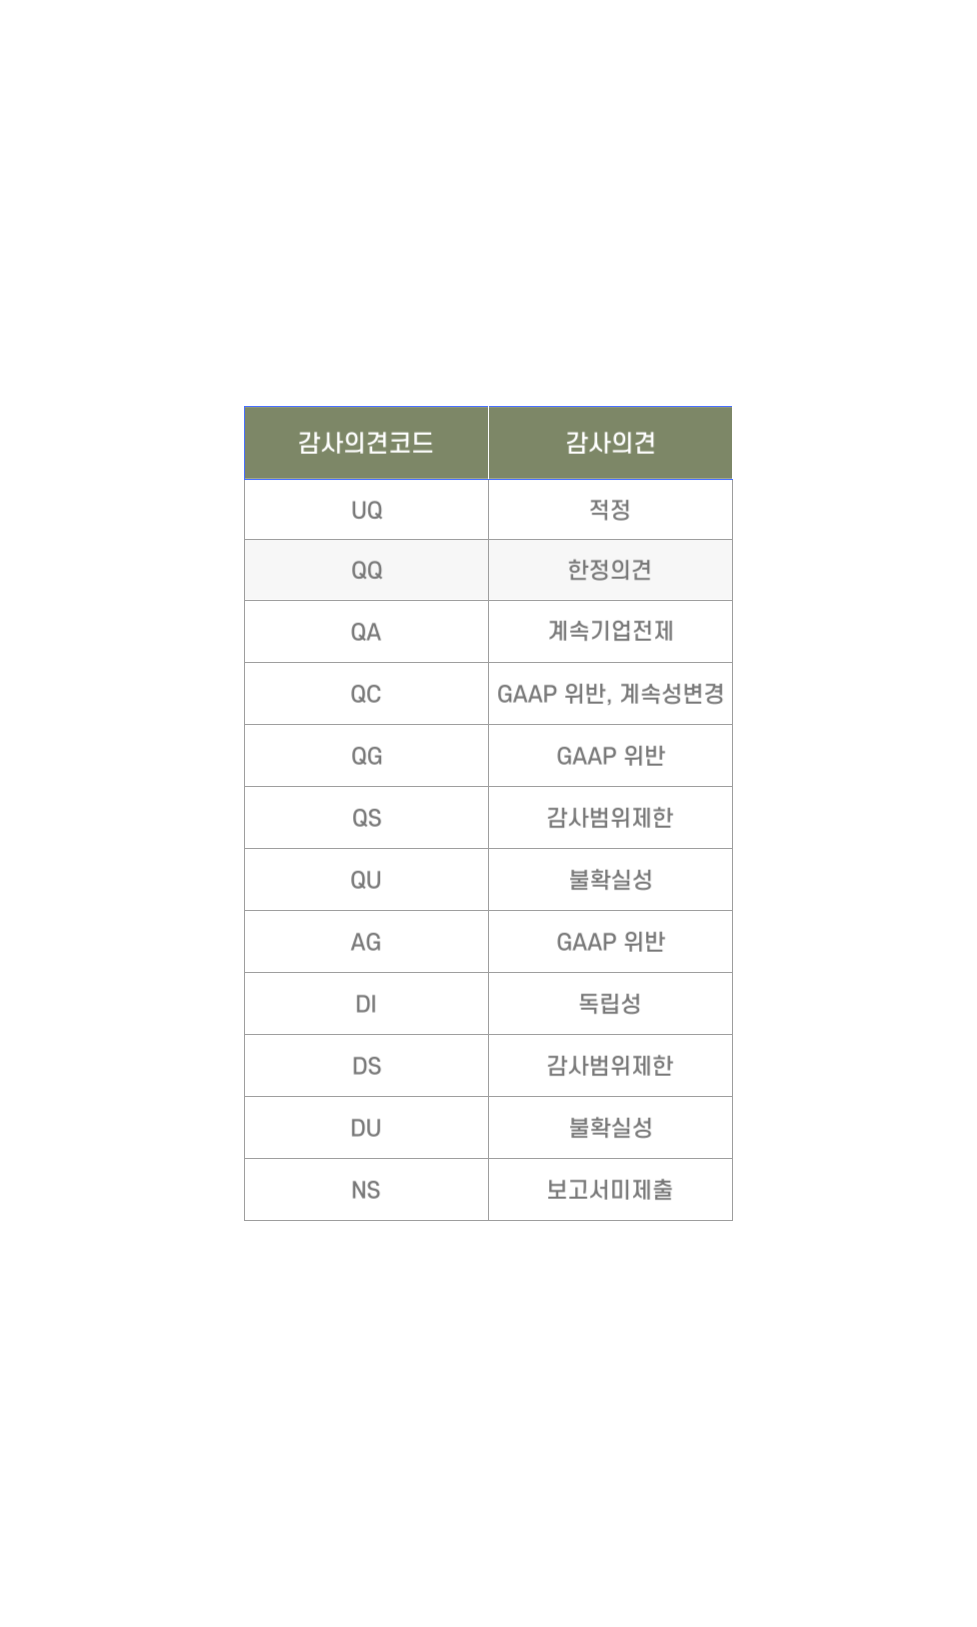 감사의견코드 감사의견
UQ 적정
QQ 한정의견
QA 계속기업전제
QC GAAP 위반, 계속성변경
QG GAAP 위반
QS 감사범위제한
QU 불확실성
AG GAAP 위반
DI 독립성
DS 감사범위제한
DU 불확실성
NS 보고서미제출